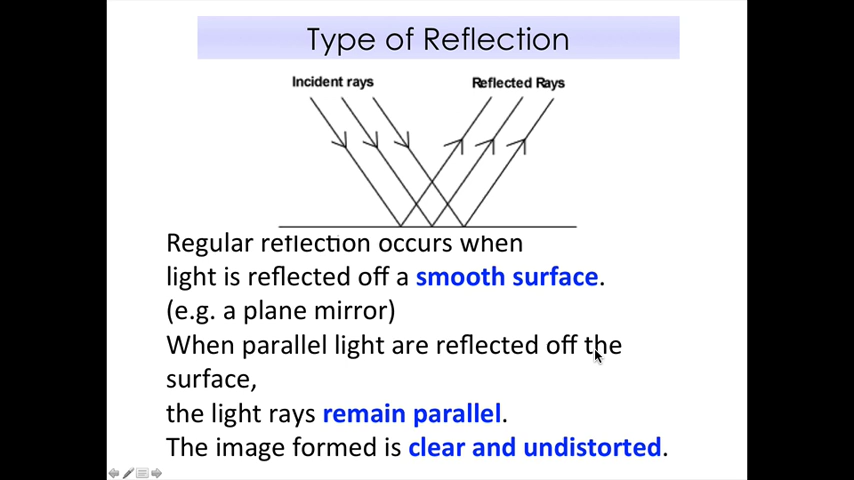 Type of Reflection
Incident rays
Reflected Rays
Regular reflection occurs when
light is reflected off a smooth surface.
(e.g. a plane mirror)
When parallel light are reflected off the
surface,
the light rays remain parallel.
The image formed is clear and undistorted.